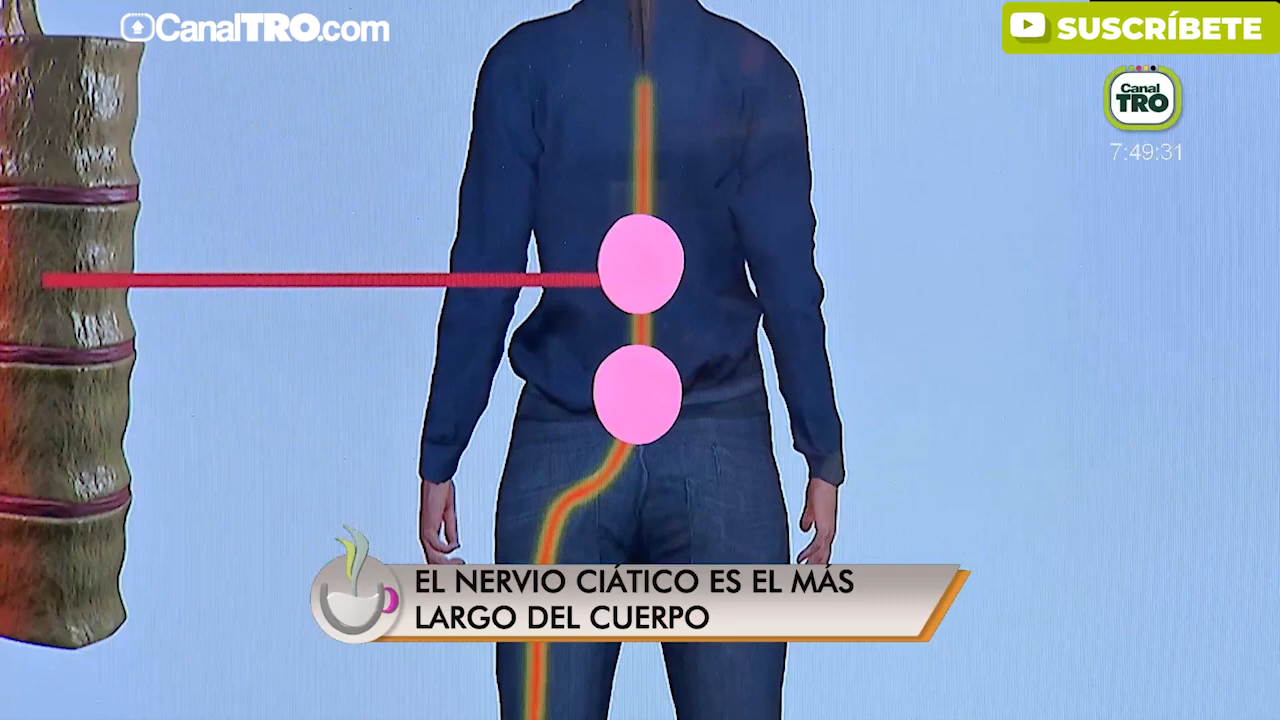 CanalTRO.com
SUSCRÍBETE
Canal
TRO
7:49:31
EL NERVIO CIÁTICO ES EL MÁS
LARGO DEL CUERPO